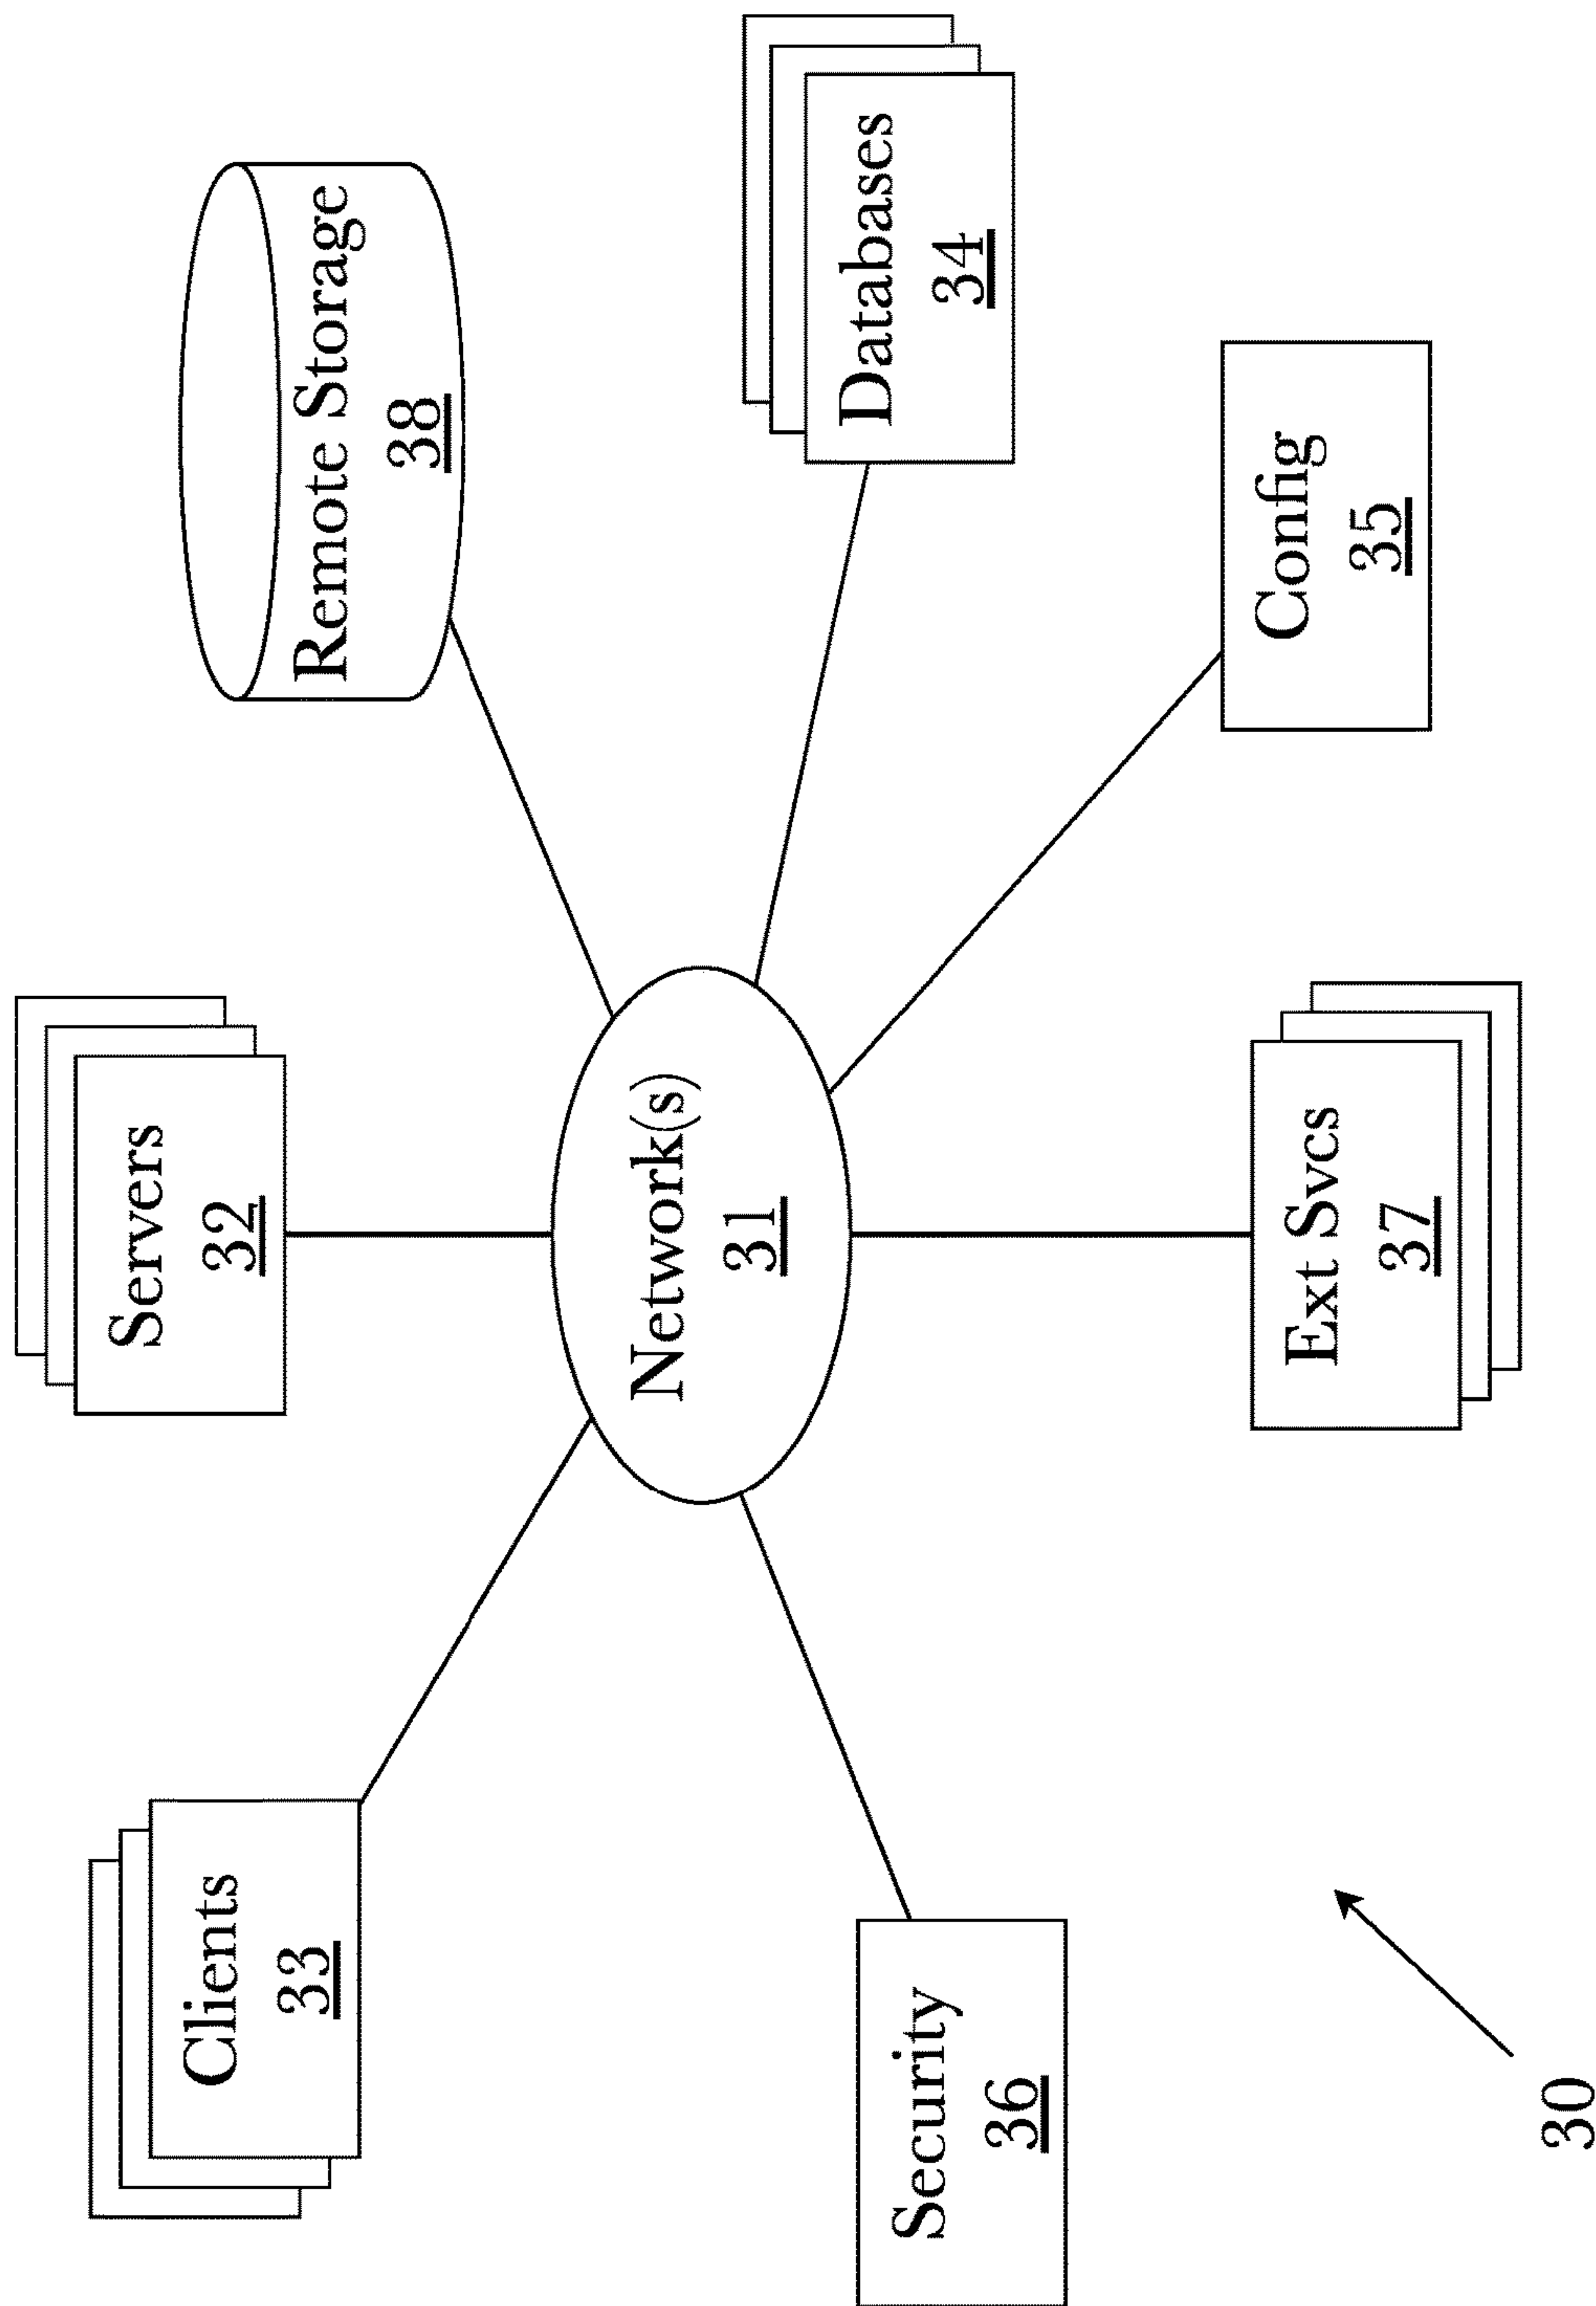 Servers
32
Clients
33
Remote Storage
38
Network(s)
31
Databases
34
Security
36
Ext Svcs
37
Config
35
30